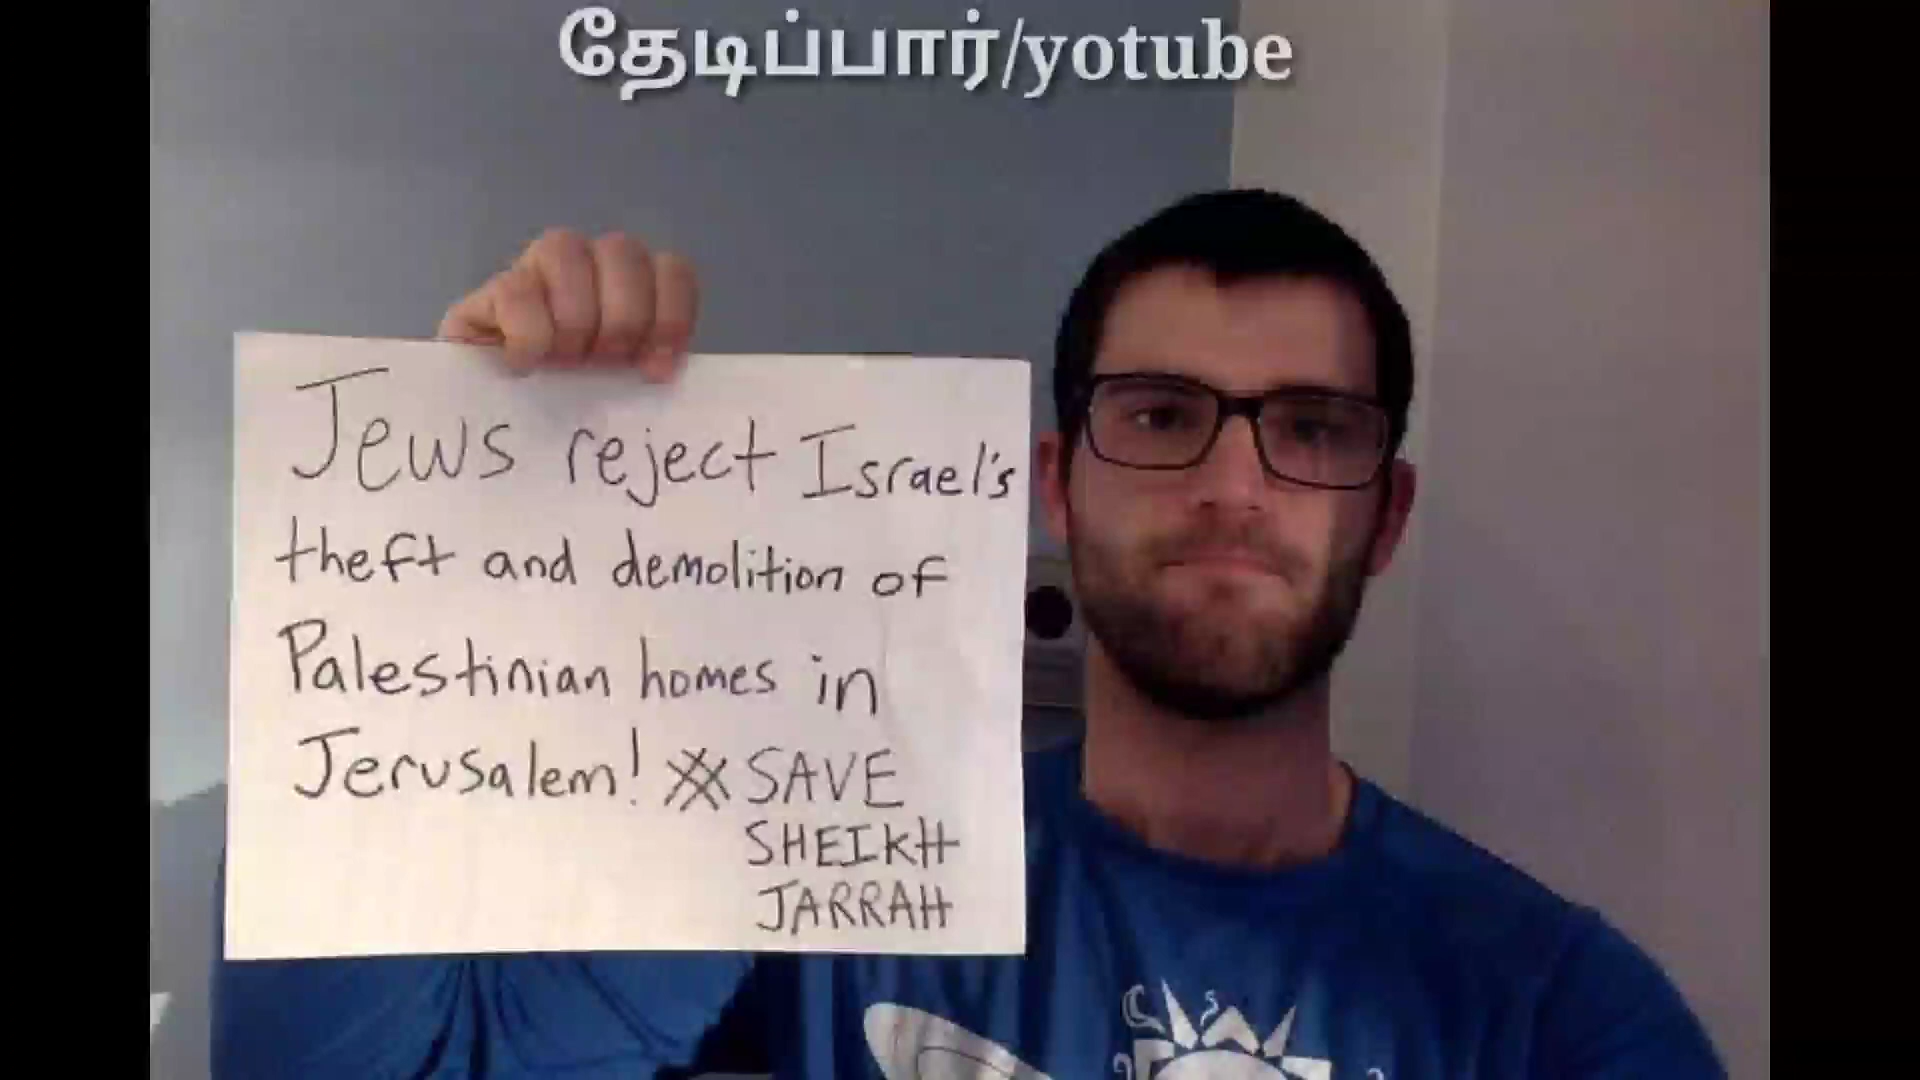 தேடிப்பார்/yotube
Jews reject Israel's
theft and demolition of
Palestinian homes in
Jerusalem! # SAVE
SHEIKH
JARRAH